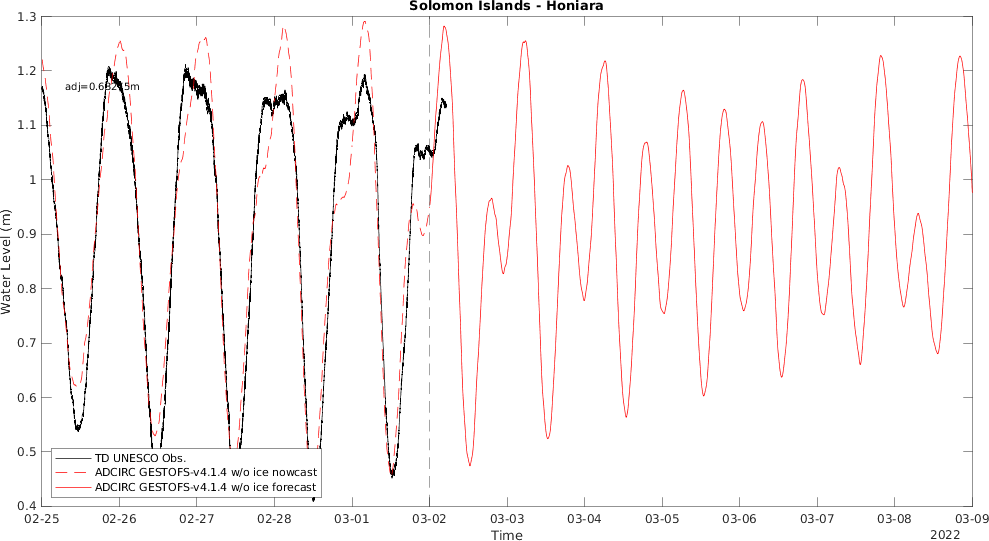 Solomon Islands - Honiara
1.3
1.2
1.1
1
0.9
0.8
0.7
0.6
0.5
0.4
Water Level (m)
TD UNESCO Obs.
ADCIRC GESTOFS-v4.1.4 w/o ice nowcast
ADCIRC GESTOFS-v4.1.4 w/o ice forecast
02-25 02-26 02-27 02-28 03-01 03-02 03-03 03-04 03-05 03-06 03-07 03-08 03-09
Time
2022